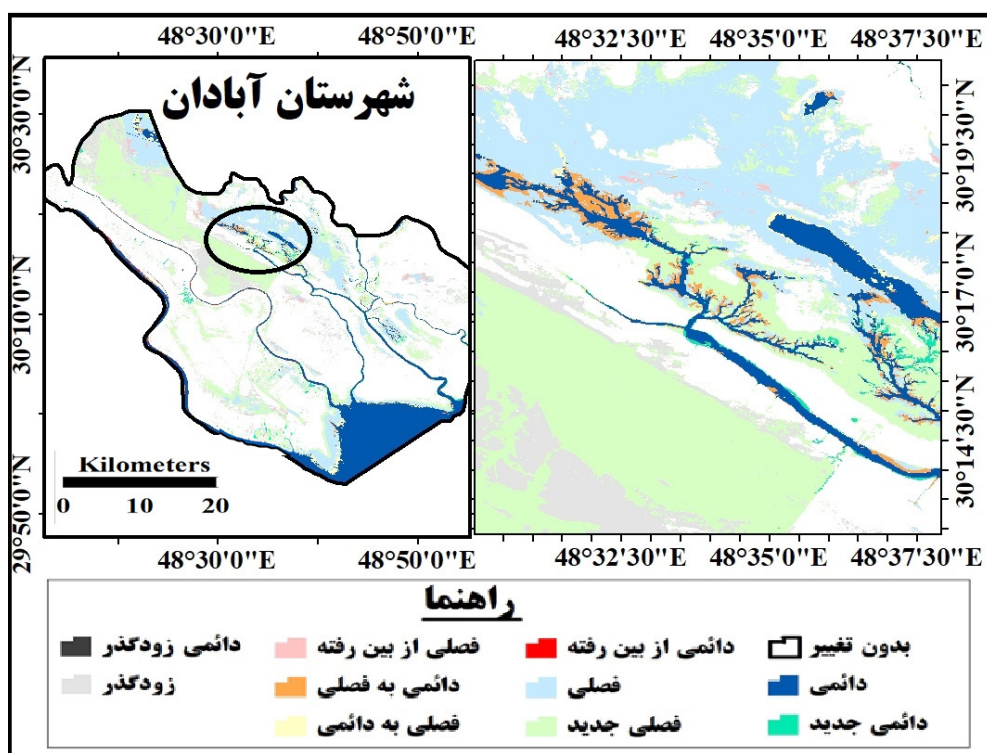 48°30'0"E 48°50'0"E 48°32'30"E 48°35'0"E 48°37'30"E
شهرستان آبادان
30°30'0"N
30°10'0"N
29°50'0"N
30°19'30"N
30°17'0"N
30°14'30"N
Kilometers
0 10 20
48°30'0"E 48°50'0"E 48°32'30"E 48°35'0"E 48°37'30"E
راهنما
بدون تغییر
دائمی از بین رفته
فصلی از بین رفته
دائمی زودگذر
دائمی
فصلی
دائمی به فصلی
زودگذر
دائمی جدید
فصلی جدید
فصلی به دائمی